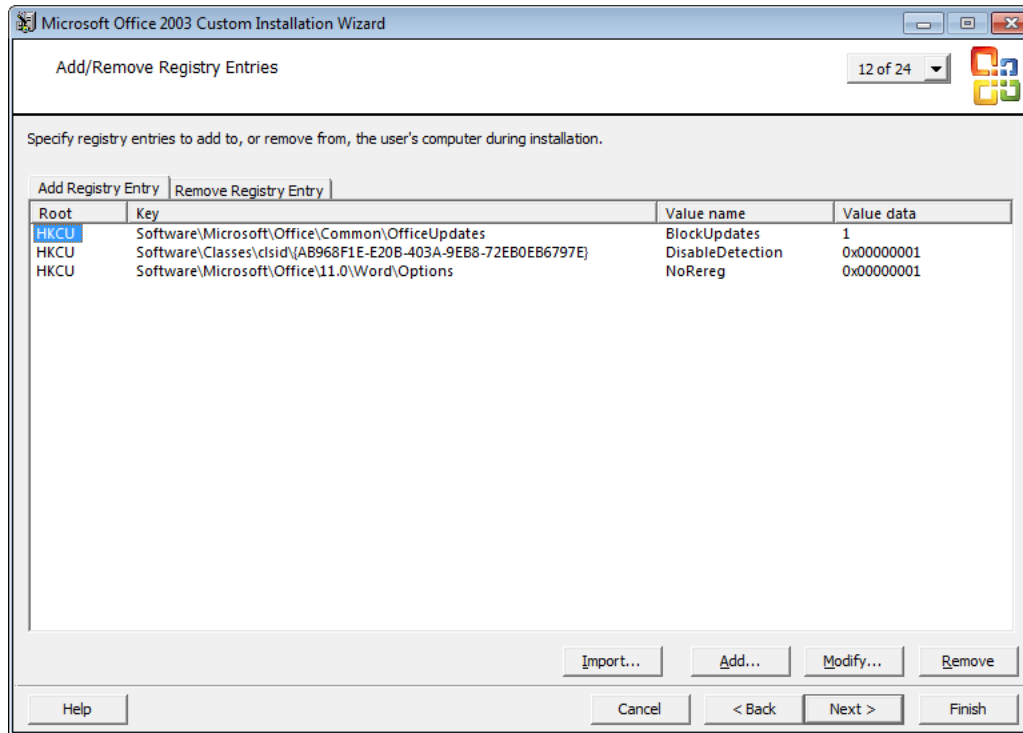 Microsoft Office 2003 Custom Installation Wizard
Add/Remove Registry Entries
12 of 24
Specify registry entries to add to, or remove from, the user's computer during installation.
Add Registry Entry Remove Registry Entry
Root Key Value name Value data
HKCU Software\Microsoft\Office\Common\OfficeUpdates BlockUpdates 1
HKCU Software\Classes\clsid\{AB968F1E-E20B-403A-9EB8-72EB0EB6797E} DisableDetection 0x00000001
HKCU Software\Microsoft\Office\11.0\Word\Options NoRereg 0x00000001
Import... Add... Modify... Remove
Help Cancel < Back Next > Finish